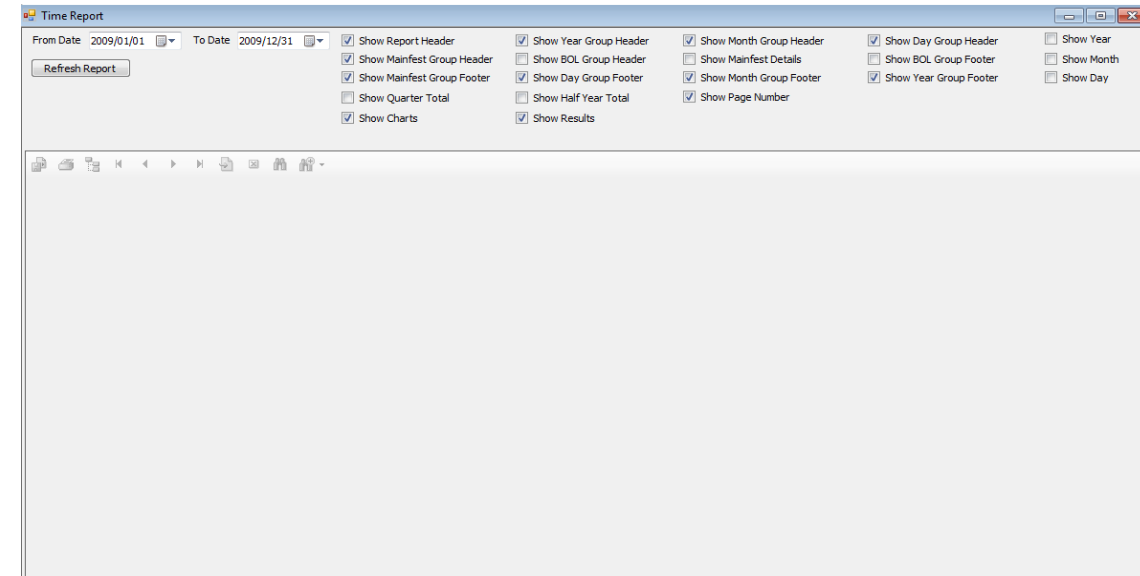 Time Report
From Date 2009/01/01 To Date 2009/12/31 Show Report Header Show Year Group Header Show Month Group Header Show Day Group Header Show Year
Show Mainfest Group Header Show BOL Group Header Show Mainfest Details Show BOL Group Footer Show Month
Refresh Report
Show Mainfest Group Footer Show Day Group Footer Show Month Group Footer Show Year Group Footer Show Day
Show Quarter Total Show Half Year Total Show Page Number
Show Charts Show Results